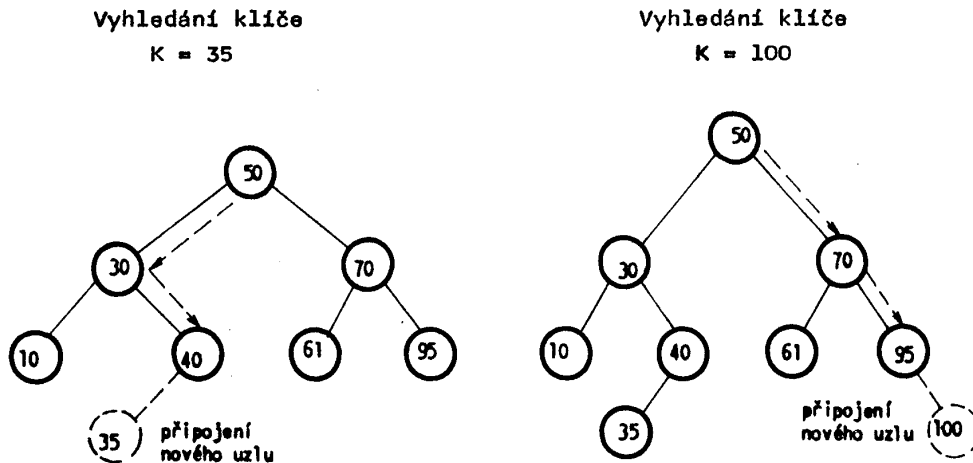 Vyhledání klíče
K = 35
50
30
70
10
40
61
95
35
připojení
nového uzlu
Vyhledání klíče
K = 100
50
30
70
10
40
61
95
35
připojení
nového uzlu
100